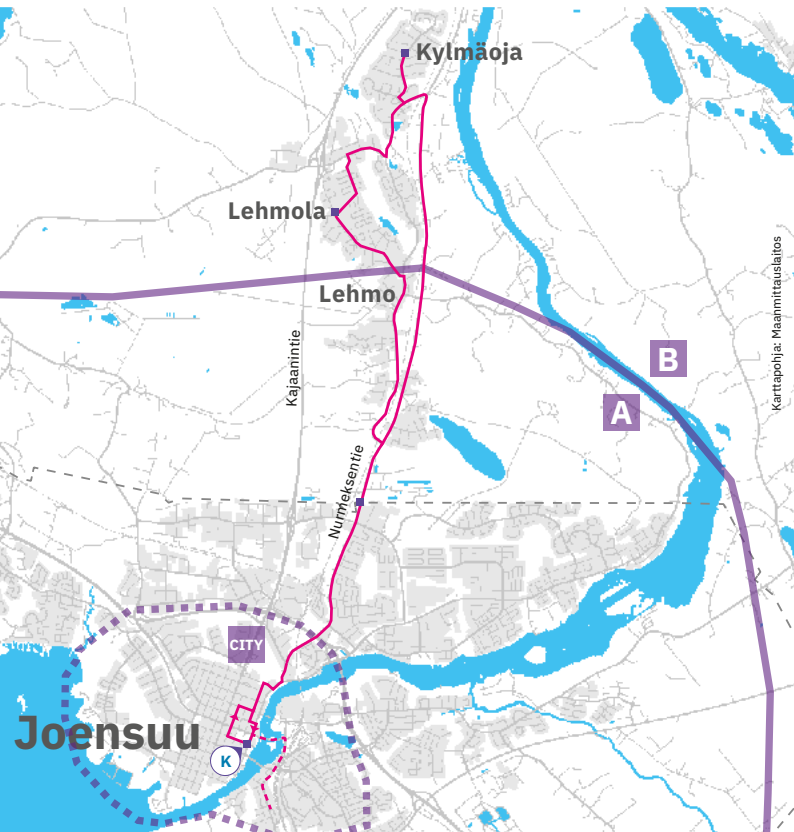 Kylmäoja
Lehmola
Karttapohja: Maanmittauslaitos
Lehmo
Kajaanintie
B
A
Nurmeksentie
CITY
Joensuu
K